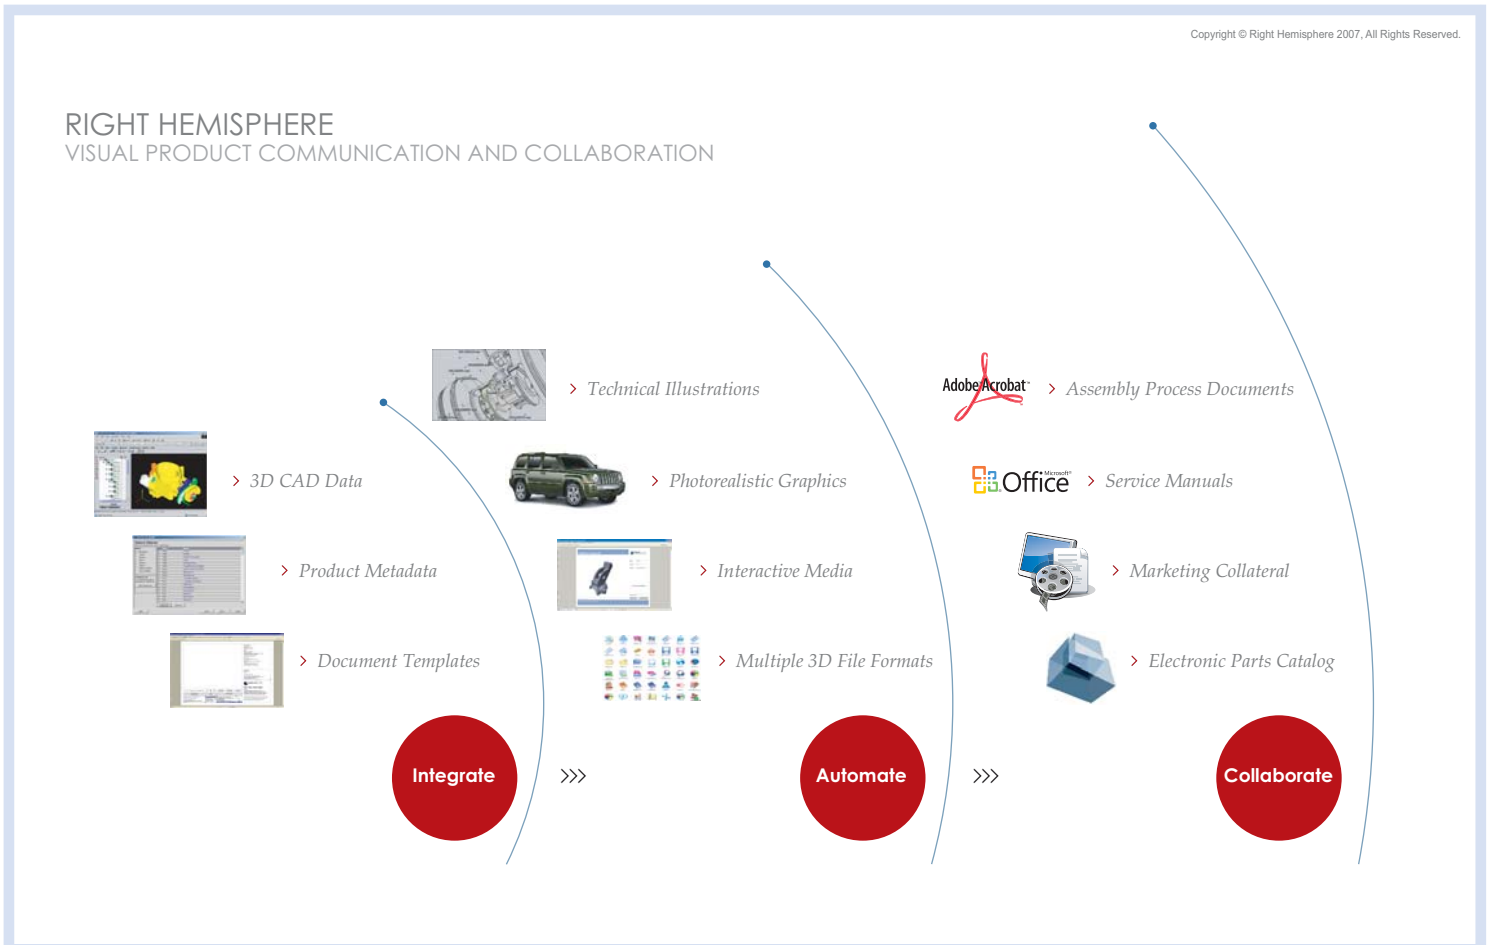 Copyright © Right Hemisphere 2007, All Rights Reserved.
RIGHT HEMISPHERE
VISUAL PRODUCT COMMUNICATION AND COLLABORATION
3D CAD Data
Product Metadata
Document Templates
Integrate
Technical Illustrations
Photorealistic Graphics
Interactive Media
Multiple 3D File Formats
Automate
Adobe Acrobat™
Assembly Process Documents
Microsoft®
Office
Service Manuals
Marketing Collateral
Electronic Parts Catalog
Collaborate